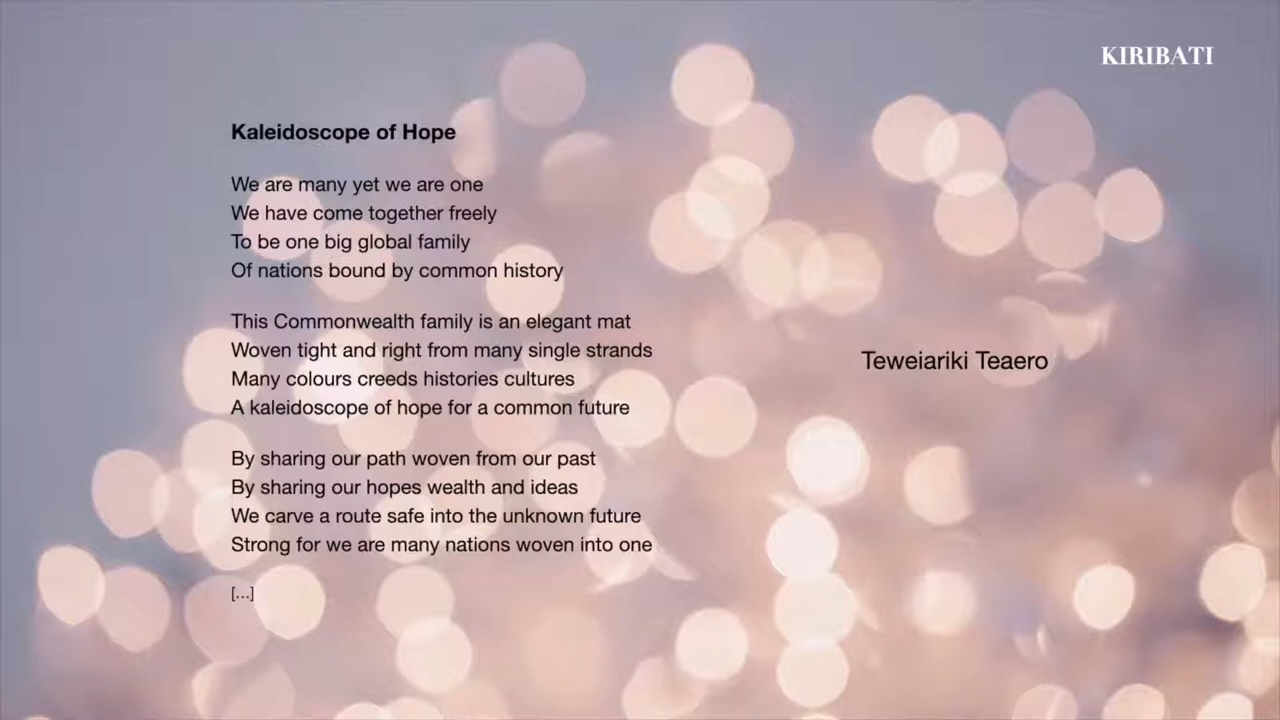 KIRIBATI
Kaleidoscope of Hope
We are many yet we are one
We have come together freely
To be one big global family
Of nations bound by common history
This Commonwealth family is an elegant mat
Woven tight and right from many single strands
Many colours creeds histories cultures
A kaleidoscope of hope for a common future
By sharing our path woven from our past
By sharing our hopes wealth and ideas
We carve a route safe into the unknown future
Strong for we are many nations woven into one
[...]
Teweiariki Teaero